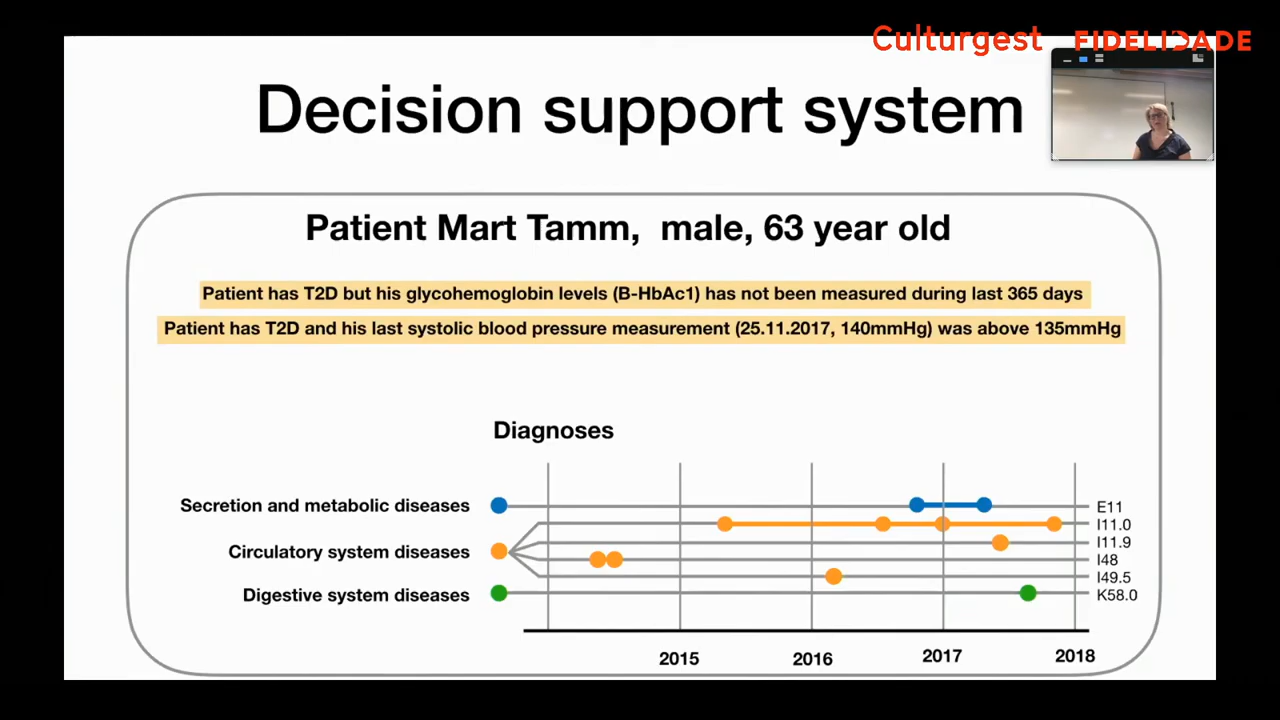 Culturgest FIDELIDADE
Decision support system
Patient Mart Tamm, male, 63 year old
Patient has T2D but his glycohemoglobin levels (B-HbAc1) has not been measured during last 365 days
Patient has T2D and his last systolic blood pressure measurement (25.11.2017, 140mmHg) was above 135mmHg
Diagnoses
Secretion and metabolic diseases
E11
I11.0
I11.9
Circulatory system diseases
I48
I49.5
Digestive system diseases
K58.0
2015 2016 2017 2018